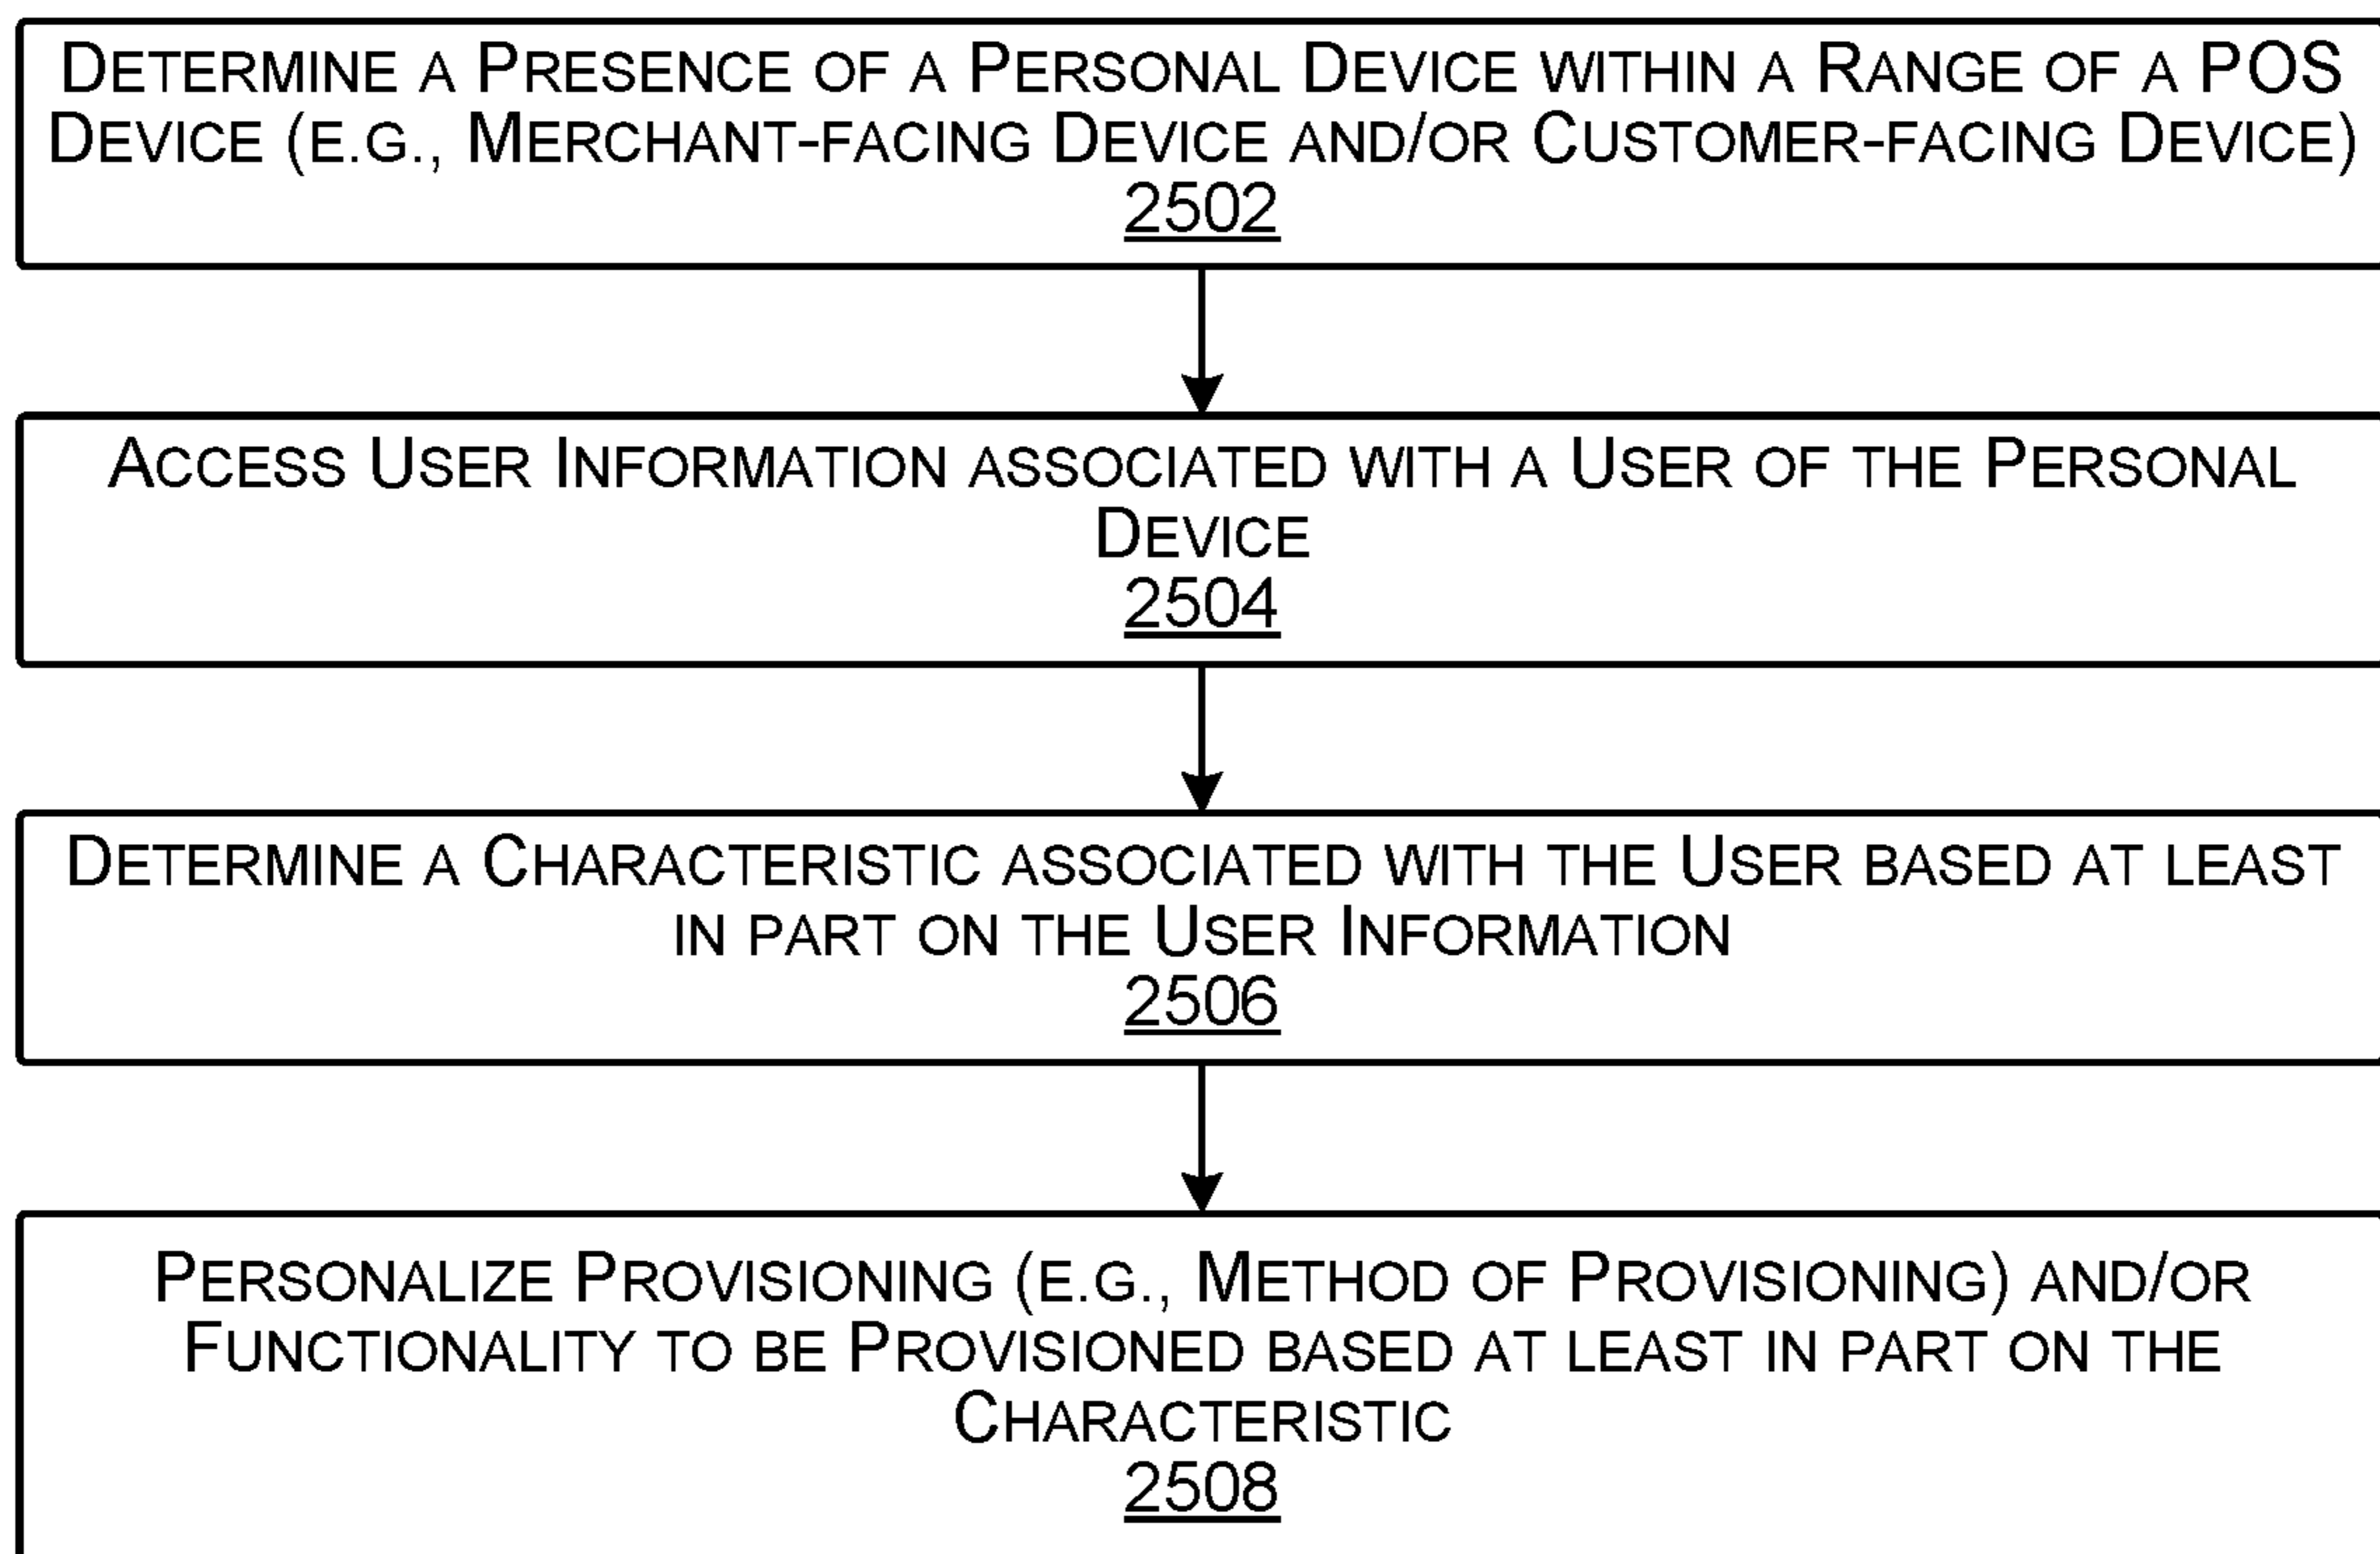 Determine a Presence of a Personal Device within a Range of a POS
Device (e.g., Merchant-facing Device and/or Customer-facing Device)
2502
Access User Information associated with a User of the Personal
Device
2504
Determine a Characteristic associated with the User based at least
in part on the User Information
2506
Personalize Provisioning (e.g., Method of Provisioning) and/or
Functionality to be Provisioned based at least in part on the
Characteristic
2508